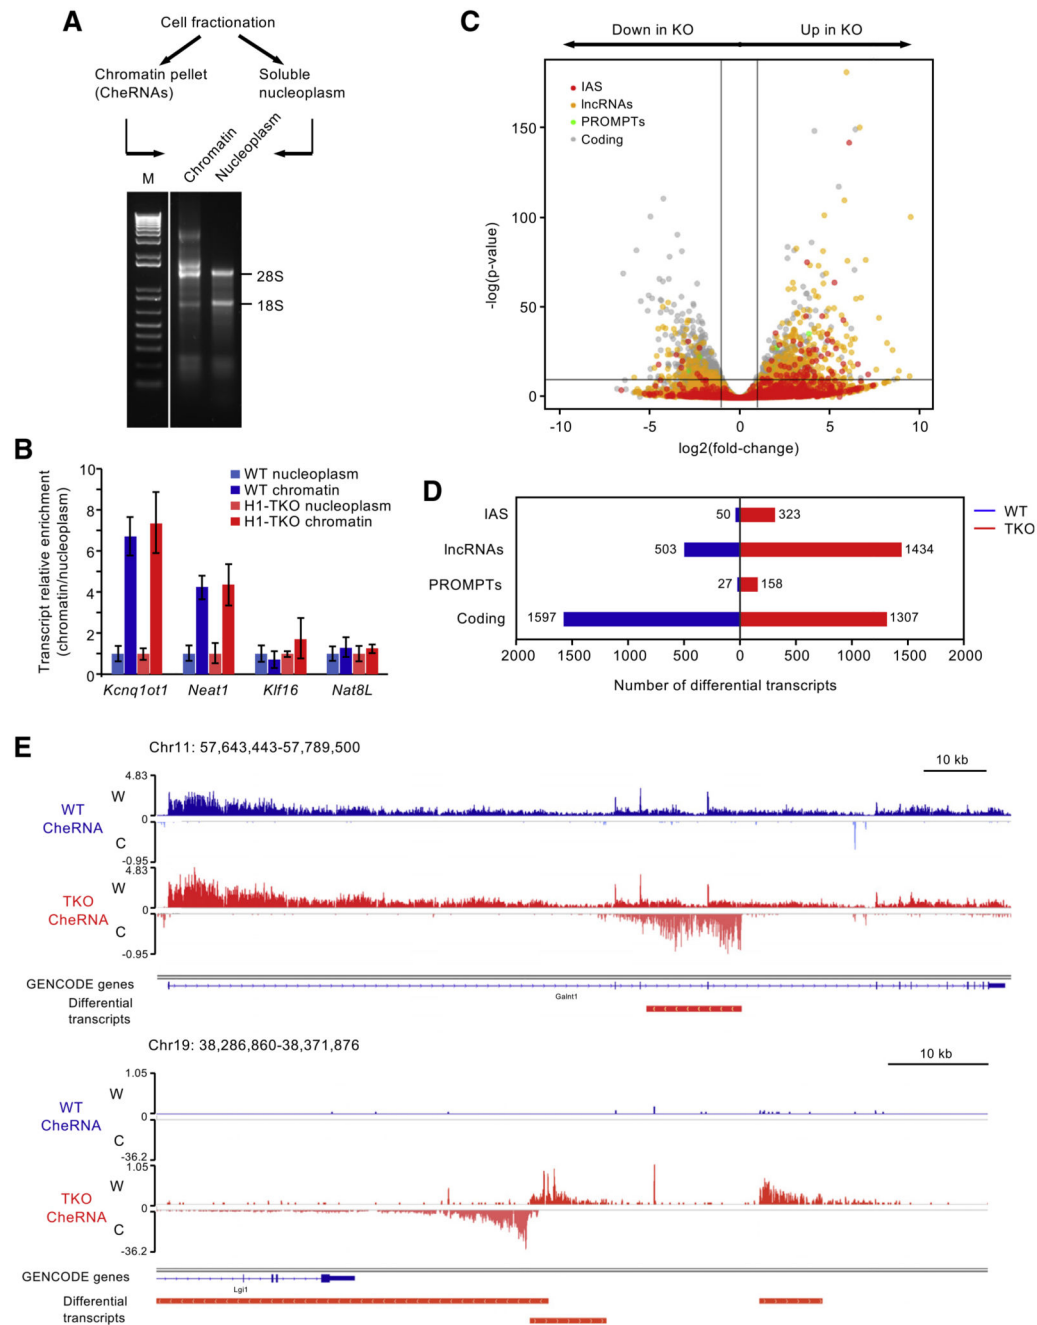 A
Cell fractionation
Chromatin pellet
(CheRNAs)
Soluble
nucleoplasm
M
Chromatin
Nucleoplasm
28S
18S
B
Transcript relative enrichment
(chromatin/nucleoplasm)
10
8
6
4
2
0
WT nucleoplasm
WT chromatin
H1-TKO nucleoplasm
H1-TKO chromatin
Kcnq1ot1
Neat1
Klf16
Nat8L
C
Down in KO
Up in KO
IAS
lncRNAs
PROMPTs
Coding
-log(p-value)
150
100
50
0
-10
-5
0
5
10
log2(fold-change)
D
IAS
50
323
lncRNAs
503
1434
PROMPTs
27
158
Coding
1597
1307
WT
TKO
2000
1500
1000
500
0
500
1000
1500
2000
Number of differential transcripts
E
Chr11: 57,643,443-57,789,500
10 kb
4.83
W
WT
CheRNA
0
C
-0.95
4.83
W
TKO
CheRNA
0
C
-0.95
GENCODE genes
Galnt1
Differential
transcripts
Chr19: 38,286,860-38,371,876
10 kb
1.05
W
WT
CheRNA
0
C
-36.2
1.05
W
TKO
CheRNA
0
C
-36.2
GENCODE genes
Lgi1
Differential
transcripts